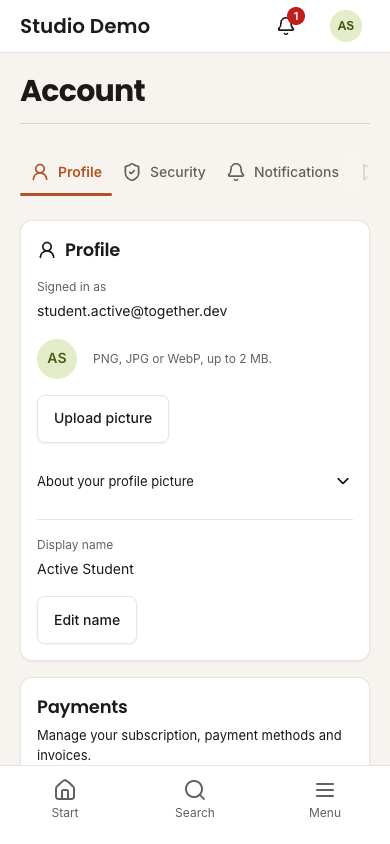 Studio Demo
1
AS
Account
Profile
Security
Notifications
Profile
Signed in as
student.active@together.dev
AS
PNG, JPG or WebP, up to 2 MB.
Upload picture
About your profile picture
Display name
Active Student
Edit name
Payments
Manage your subscription, payment methods and
invoices.
Start
Search
Menu